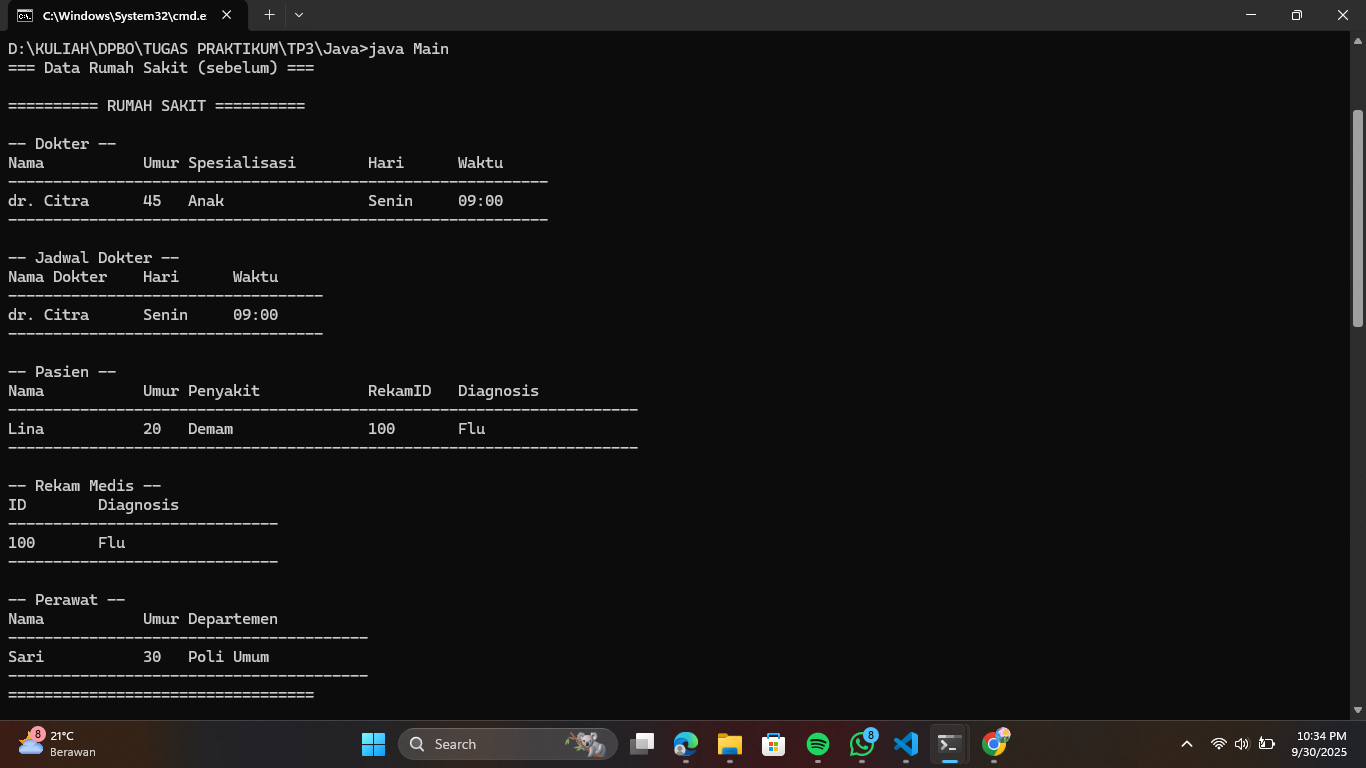 C:\Windows\System32\cmd.e
D:\KULIAH\DPBO\TUGAS PRAKTIKUM\TP3\Java>java Main
=== Data Rumah Sakit (sebelum) ===
========== RUMAH SAKIT ==========
-- Dokter --
Nama Umur Spesialisasi Hari Waktu
------------------------------------------------------------
dr. Citra 45 Anak Senin 09:00
------------------------------------------------------------
-- Jadwal Dokter --
Nama Dokter Hari Waktu
-----------------------------------
dr. Citra Senin 09:00
-----------------------------------
-- Pasien --
Nama Umur Penyakit RekamID Diagnosis
----------------------------------------------------------------------
Lina 20 Demam 100 Flu
----------------------------------------------------------------------
-- Rekam Medis --
ID Diagnosis
------------------------------
100 Flu
------------------------------
-- Perawat --
Nama Umur Departemen
----------------------------------------
Sari 30 Poli Umum
----------------------------------------
==================================
8 21°C
Berawan
Search
8
10:34 PM
9/30/2025